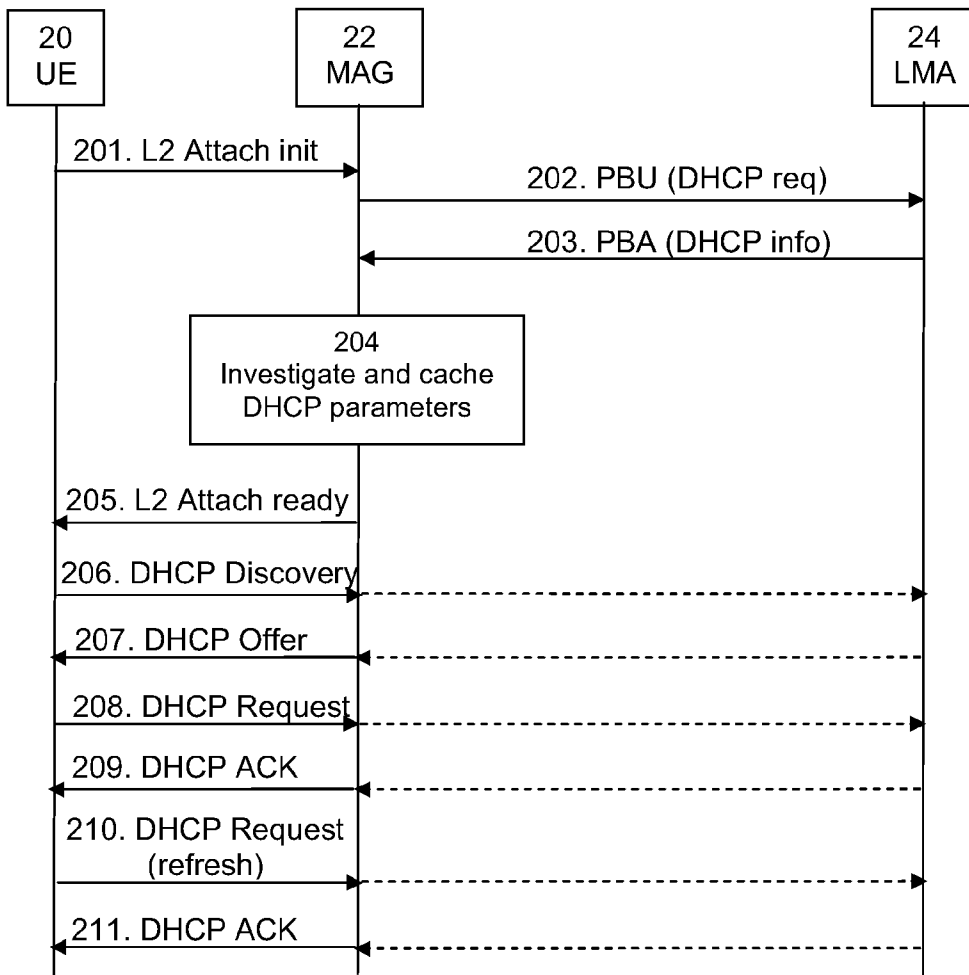 20
UE
22
MAG
24
LMA
201. L2 Attach init
202. PBU (DHCP req)
203. PBA (DHCP info)
204
Investigate and cache
DHCP parameters
205. L2 Attach ready
206. DHCP Discovery
207. DHCP Offer
208. DHCP Request
209. DHCP ACK
210. DHCP Request
(refresh)
211. DHCP ACK